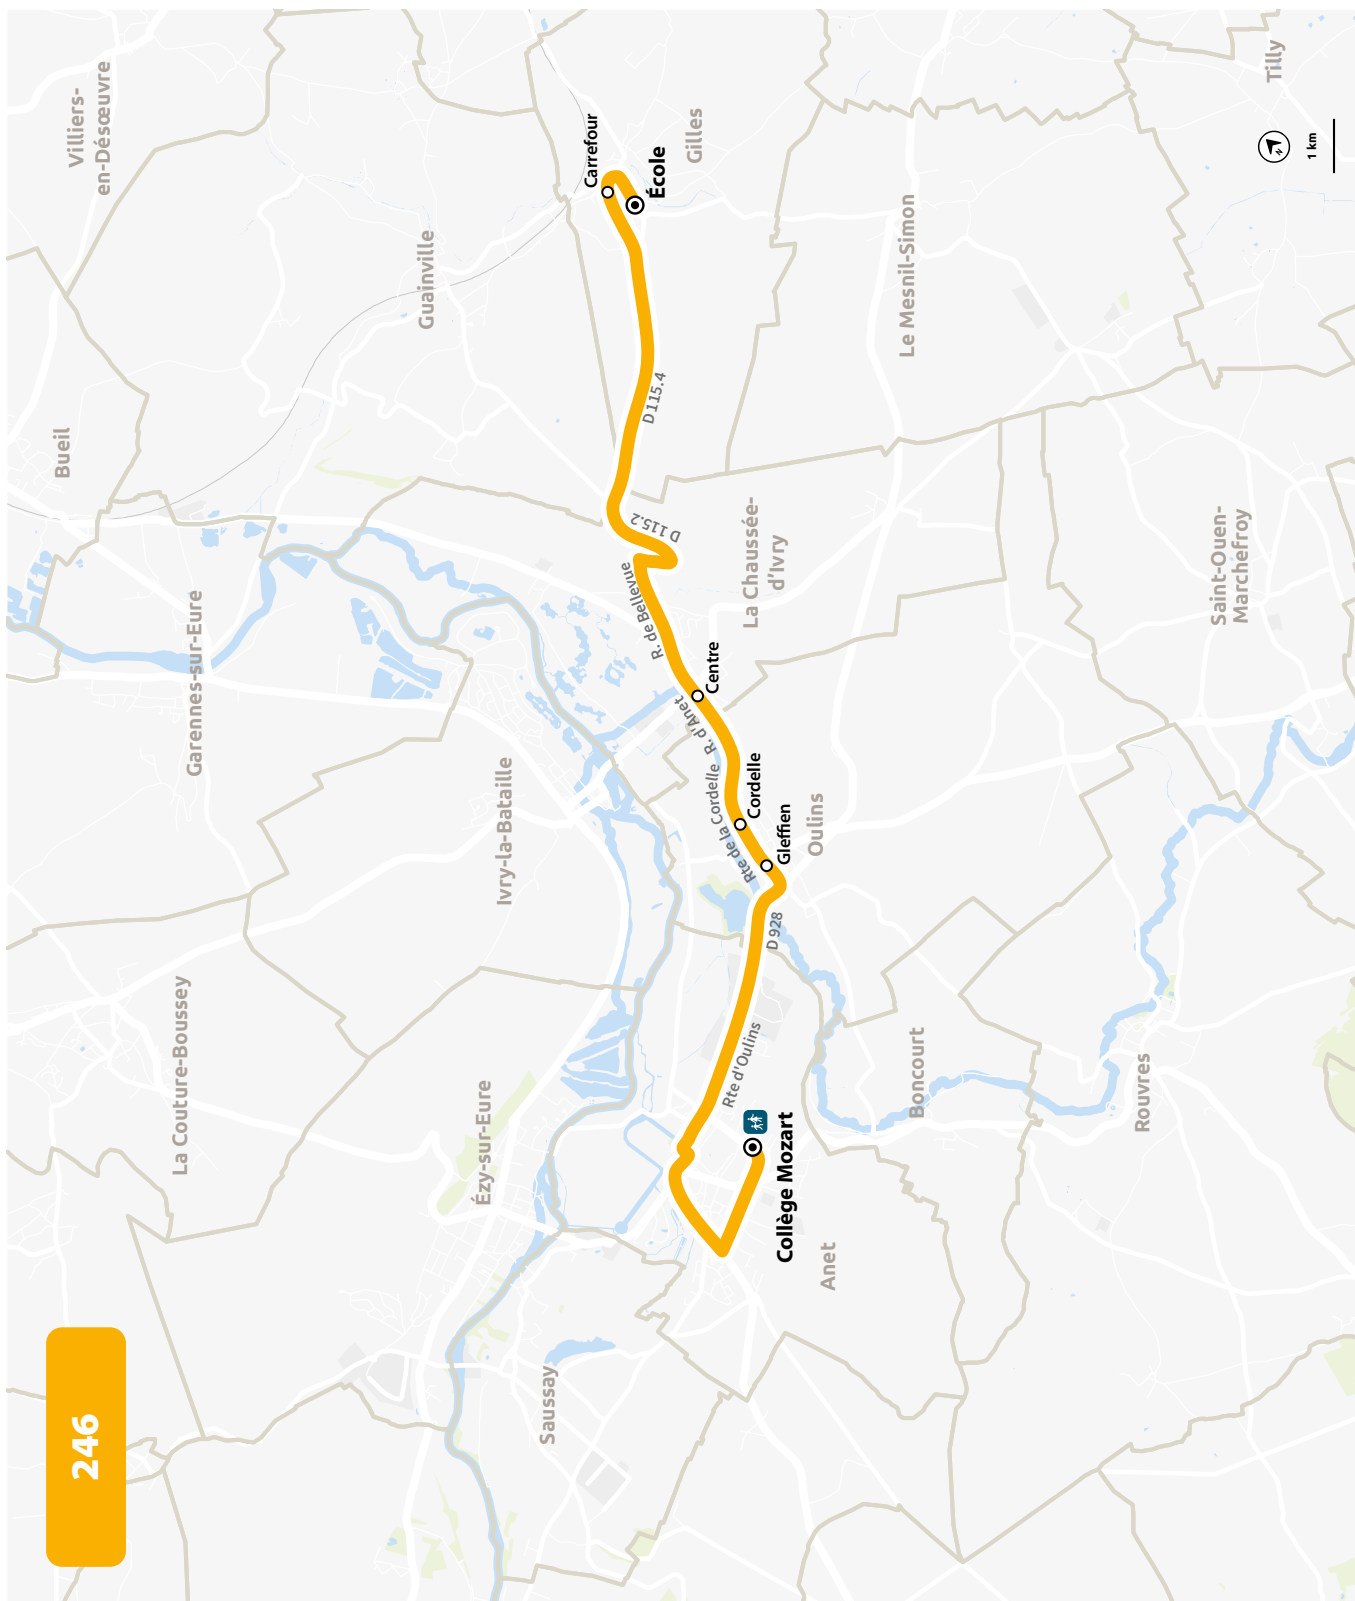 246
Villiers-
en-Désœuvre
Bueil
Garennes-sur-Eure
La Couture-Boussey
Guainville
Ivry-la-Bataille
Ézy-sur-Eure
Saussay
Carrefour
École
Gilles
D 115.4
D 115.2
R. de Bellevue
La Chaussée-
d'Ivry
Centre
R. d'Anet
Rte de la Cordelle
Cordelle
Gleffien
Oulins
D 928
Rte d'Oulins
Collège Mozart
Anet
Boncourt
Rouvres
Le Mesnil-Simon
Saint-Ouen-
Marchefroy
Tilly
N
1 km